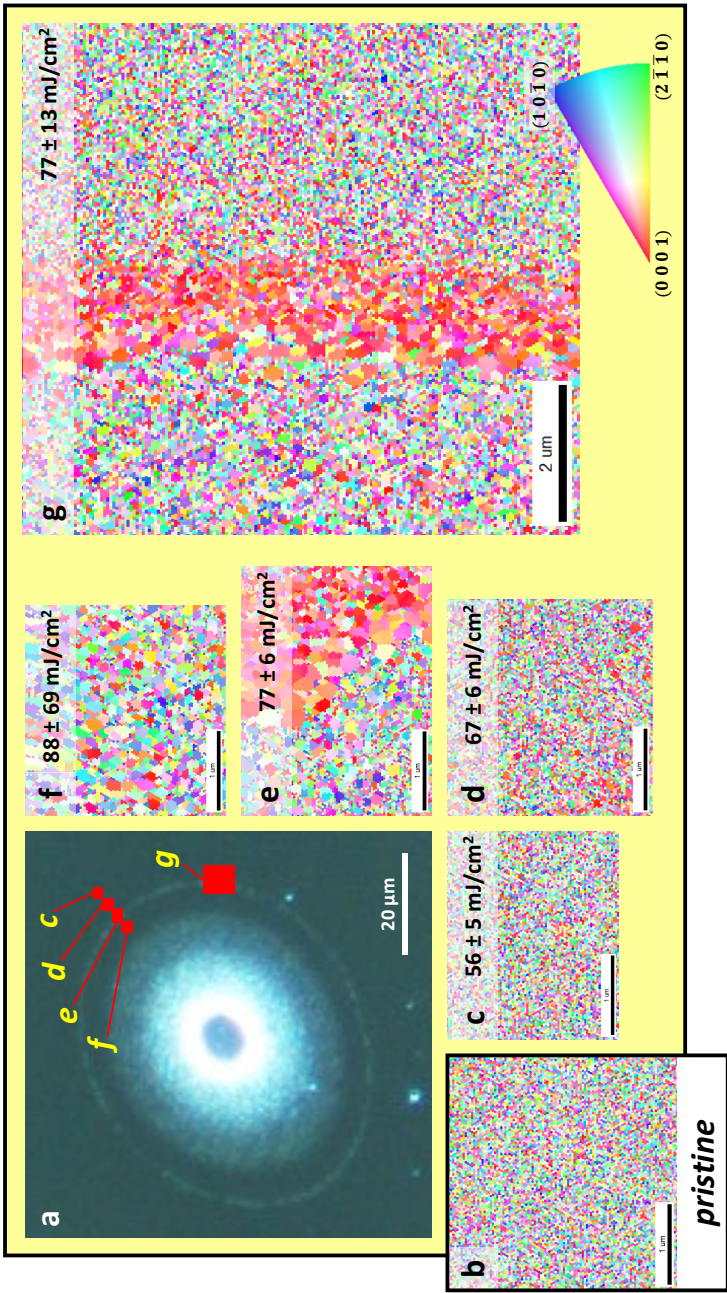 a
c
d
e
f
g
20 μm
b
1 um
pristine
c
56 ± 5 mJ/cm²
1 um
d
67 ± 6 mJ/cm²
1 um
e
77 ± 6 mJ/cm²
f
88 ± 69 mJ/cm²
1 um
g
77 ± 13 mJ/cm²
2 um
(1 0 1̅ 0)
(0 0 0 1)
(2 1̅ 1̅ 0)